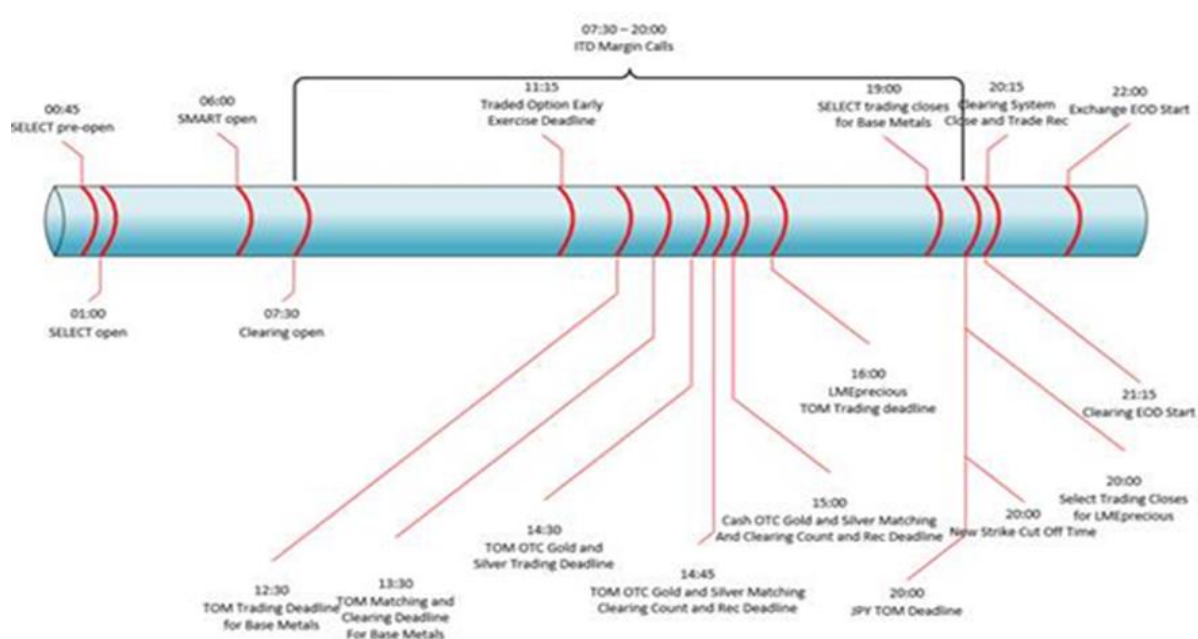 07:30 – 20:00
ITD Margin Calls
00:45
SELECT pre-open
06:00
SMART open
11:15
Traded Option Early
Exercise Deadline
19:00
SELECT trading closes
for Base Metals
20:15
Clearing System
Close and Trade Rec
22:00
Exchange EOD Start
01:00
SELECT open
07:30
Clearing open
12:30
TOM Trading Deadline
for Base Metals
13:30
TOM Matching and
Clearing Deadline
For Base Metals
14:30
TOM OTC Gold and
Silver Trading Deadline
14:45
TOM OTC Gold and Silver Matching
Clearing Count and Rec Deadline
15:00
Cash OTC Gold and Silver Matching
And Clearing Count and Rec Deadline
16:00
LMEprecious
TOM Trading deadline
20:00
JPY TOM Deadline
20:00
New Strike Cut Off Time
20:00
Select Trading Closes
for LMEprecious
21:15
Clearing EOD Start